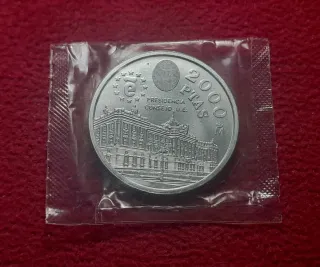 e
2000
PTAS
M
PRESIDENCIA
CONSEJO U.E.